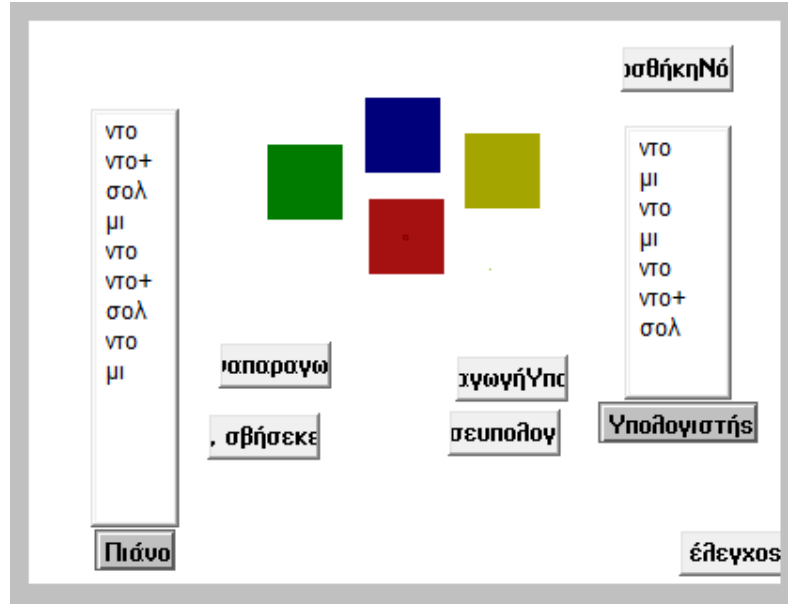 οσθήκηΝό
ντο
ντο+
σολ
μι
ντο
ντο+
σολ
ντο
μι
ντο
μι
ντο
μι
ντο
ντο+
σολ
ναπαραγω
αγωγήΥπο
, σβήσεκε
σευπολογ
Υπολογιστής
Πιάνο
έλεγχος